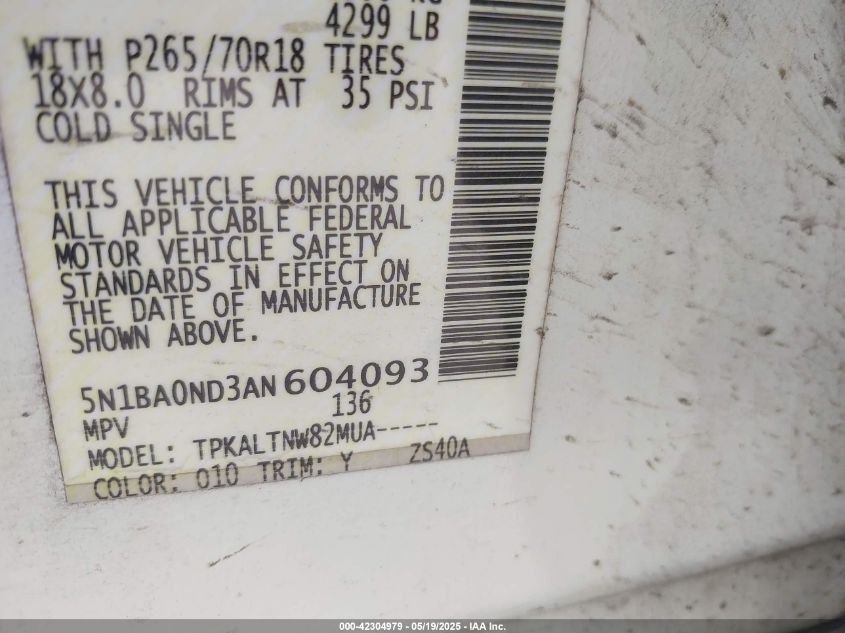 4299 LB
WITH P265/70R18 TIRES
18X8.0 RIMS AT 35 PSI
COLD SINGLE
THIS VEHICLE CONFORMS TO
ALL APPLICABLE FEDERAL
MOTOR VEHICLE SAFETY
STANDARDS IN EFFECT ON
THE DATE OF MANUFACTURE
SHOWN ABOVE.
5N1BA0ND3AN604093
MPV 136
MODEL: TPKALTNW82MUA-----
COLOR: 010 TRIM: Y ZS40A
000-42304979 - 05/19/2025 - IAA Inc.